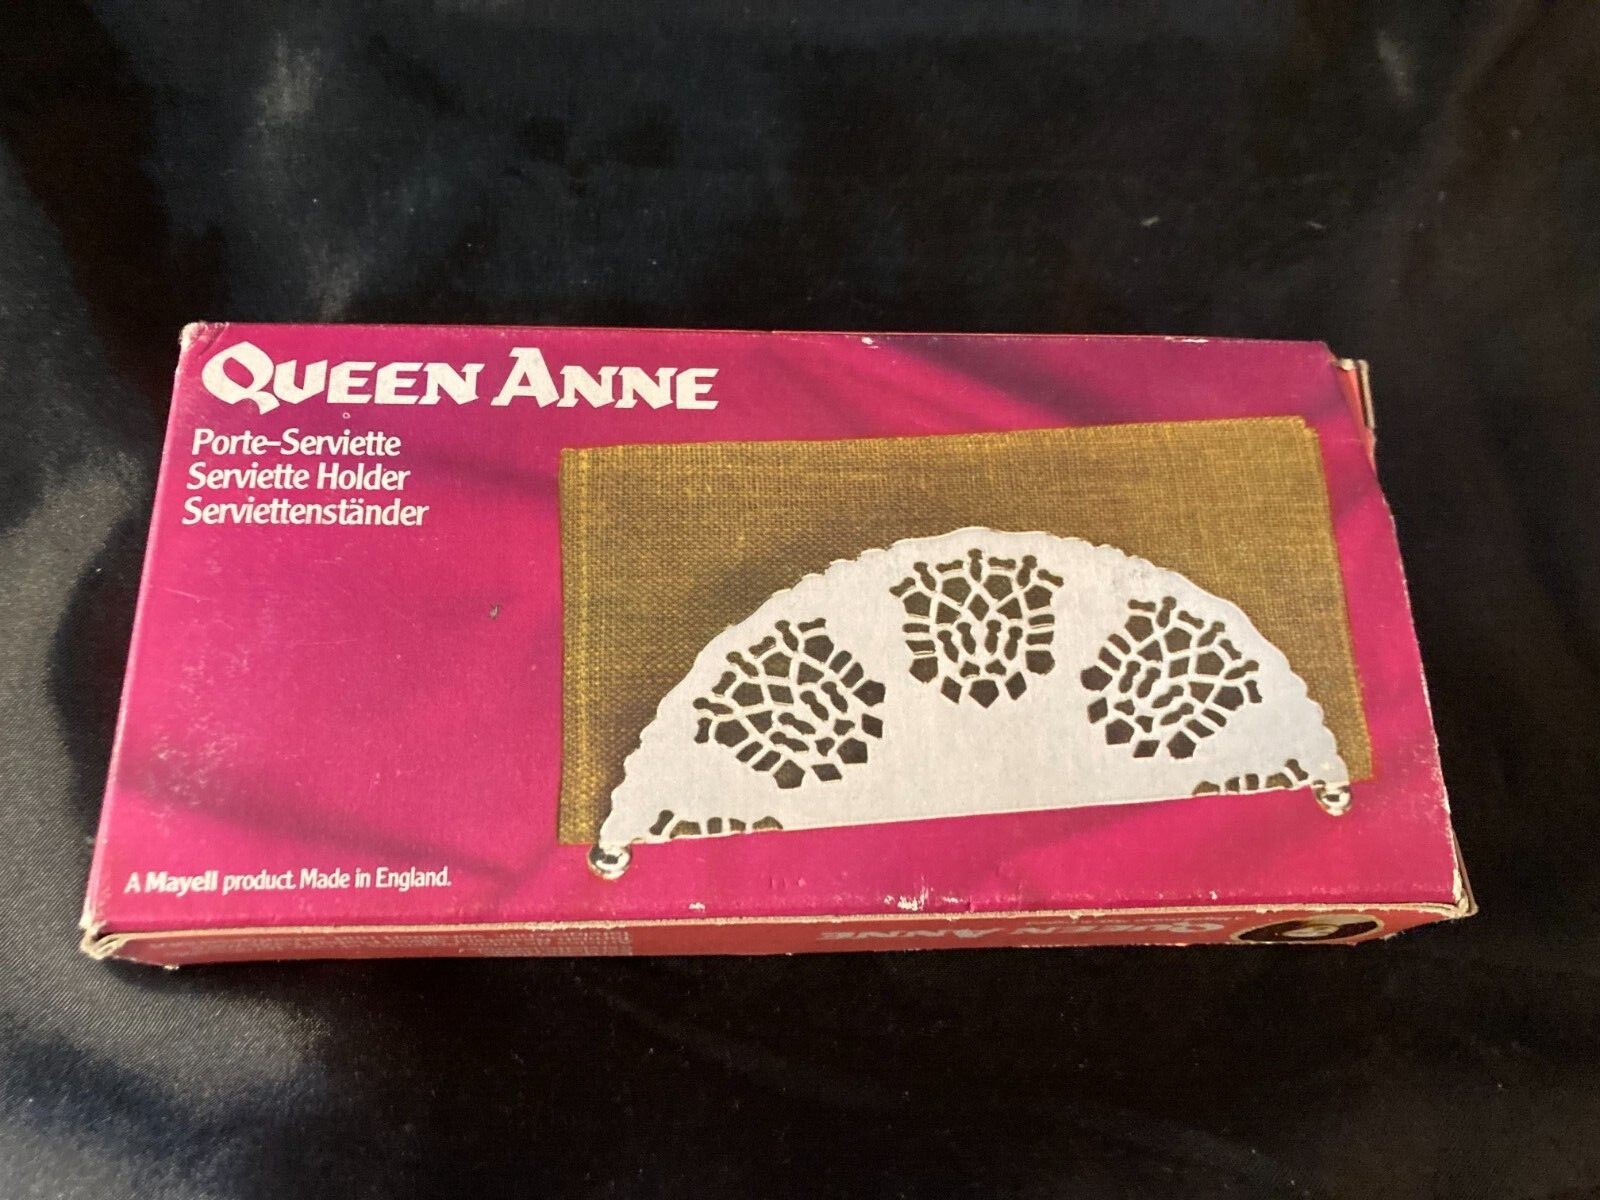 QUEEN ANNE
Porte-Serviette
Serviette Holder
Serviettenständer
A Mayell product. Made in England.
QUEEN ANNE